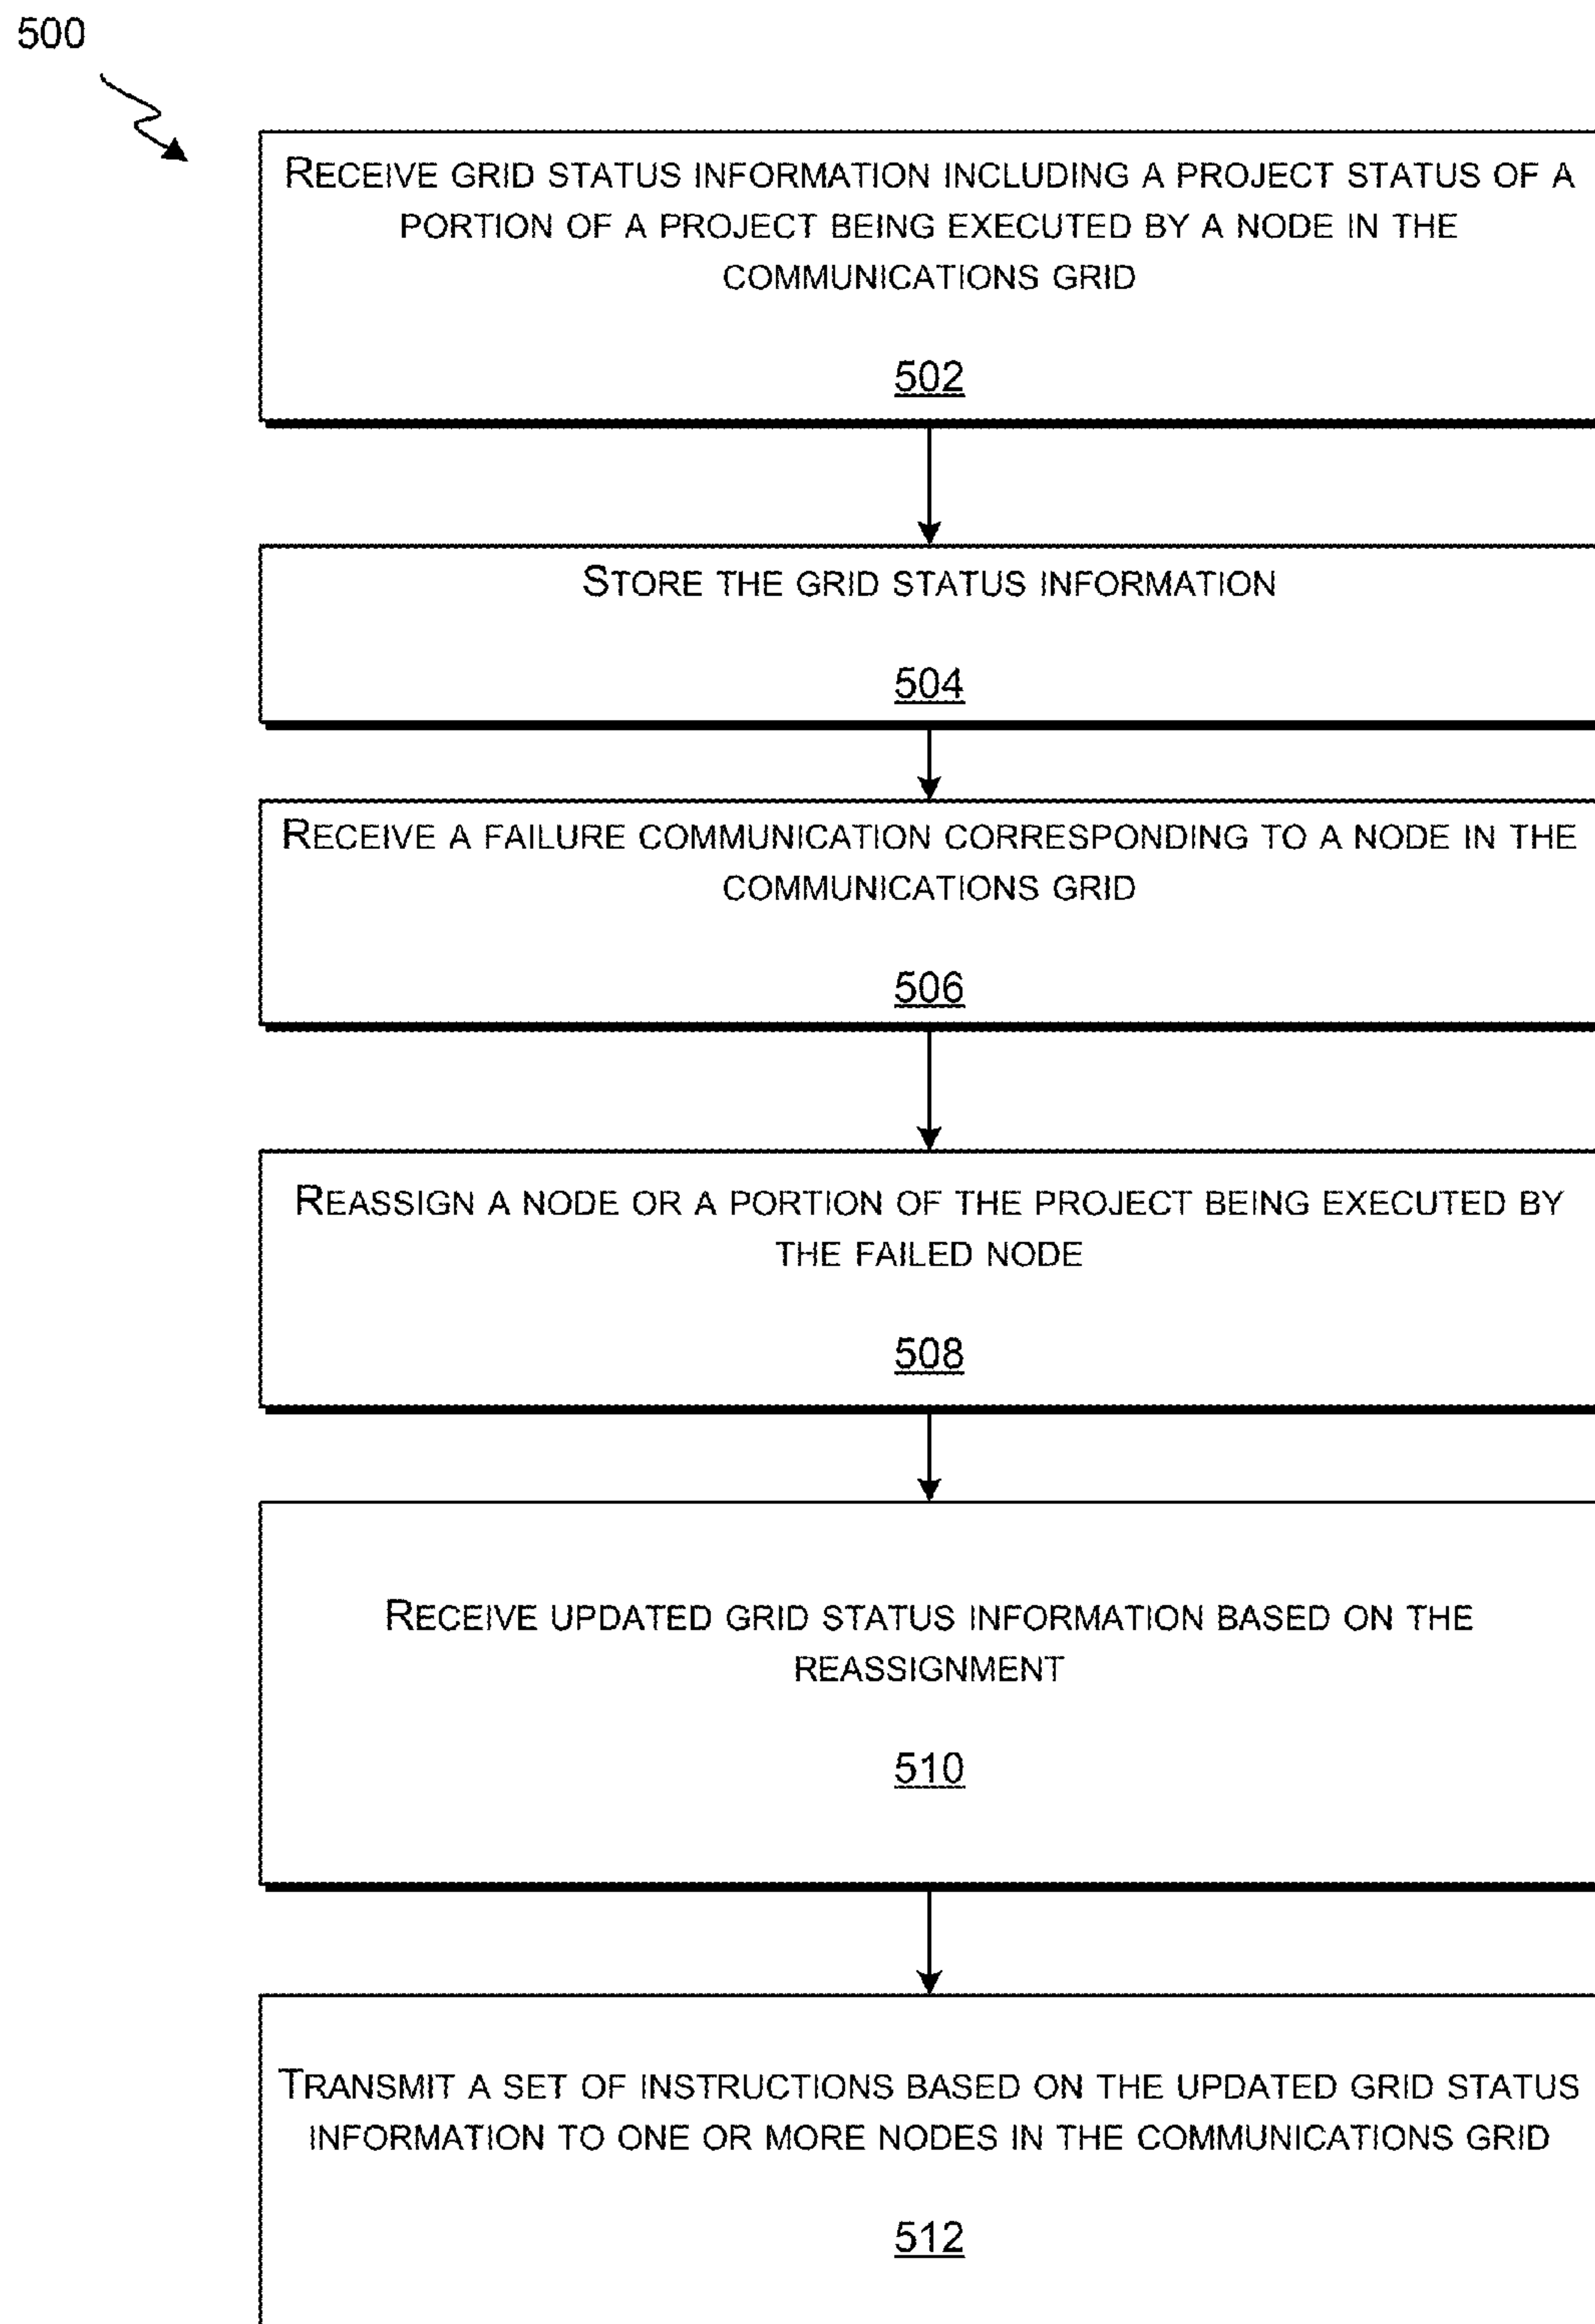 500
RECEIVE GRID STATUS INFORMATION INCLUDING A PROJECT STATUS OF A
PORTION OF A PROJECT BEING EXECUTED BY A NODE IN THE
COMMUNICATIONS GRID
502
STORE THE GRID STATUS INFORMATION
504
RECEIVE A FAILURE COMMUNICATION CORRESPONDING TO A NODE IN THE
COMMUNICATIONS GRID
506
REASSIGN A NODE OR A PORTION OF THE PROJECT BEING EXECUTED BY
THE FAILED NODE
508
RECEIVE UPDATED GRID STATUS INFORMATION BASED ON THE
REASSIGNMENT
510
TRANSMIT A SET OF INSTRUCTIONS BASED ON THE UPDATED GRID STATUS
INFORMATION TO ONE OR MORE NODES IN THE COMMUNICATIONS GRID
512